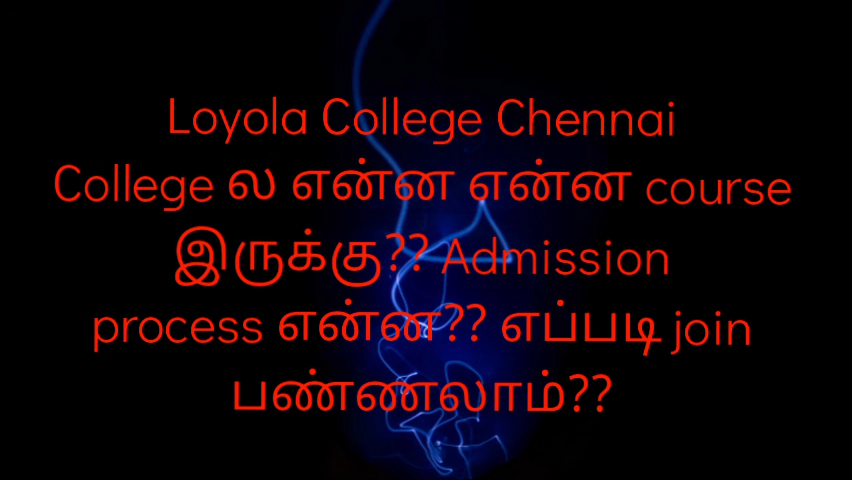 Loyola College Chennai
College ல என்ன என்ன course
இருக்கு?? Admission
process என்ன?? எப்படி join
பண்ணலாம்??